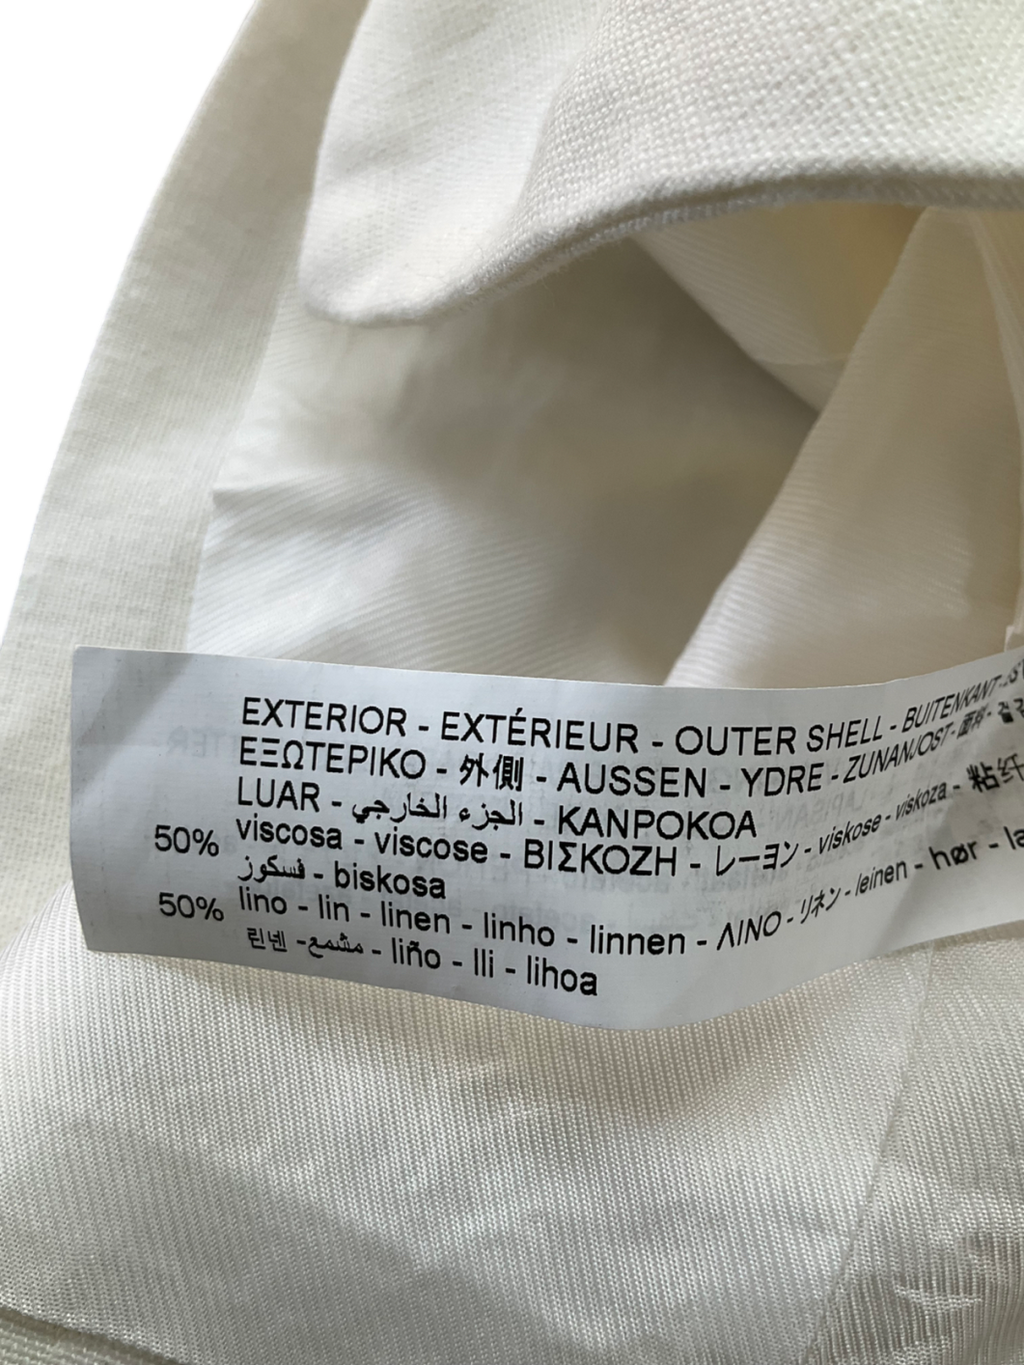 EXTERIOR - EXTÉRIEUR - OUTER SHELL - BUITENKANT -
ΕΞΩΤΕΡΙΚΟ - 外側 - AUSSEN - YDRE - ZUNANJOST - 面料 -
LUAR - الجزء الخارجي - KANPOKOA
50% viscosa - viscose - ΒΙΣΚΟΖΗ - レーヨン - viskose - viskoza - 粘纤
فسكوز - biskosa
50% lino - lin - linen - linho - linnen - ΛΙΝΟ - リネン - leinen - hør -
린넨 - مشمع - liño - lli - lihoa